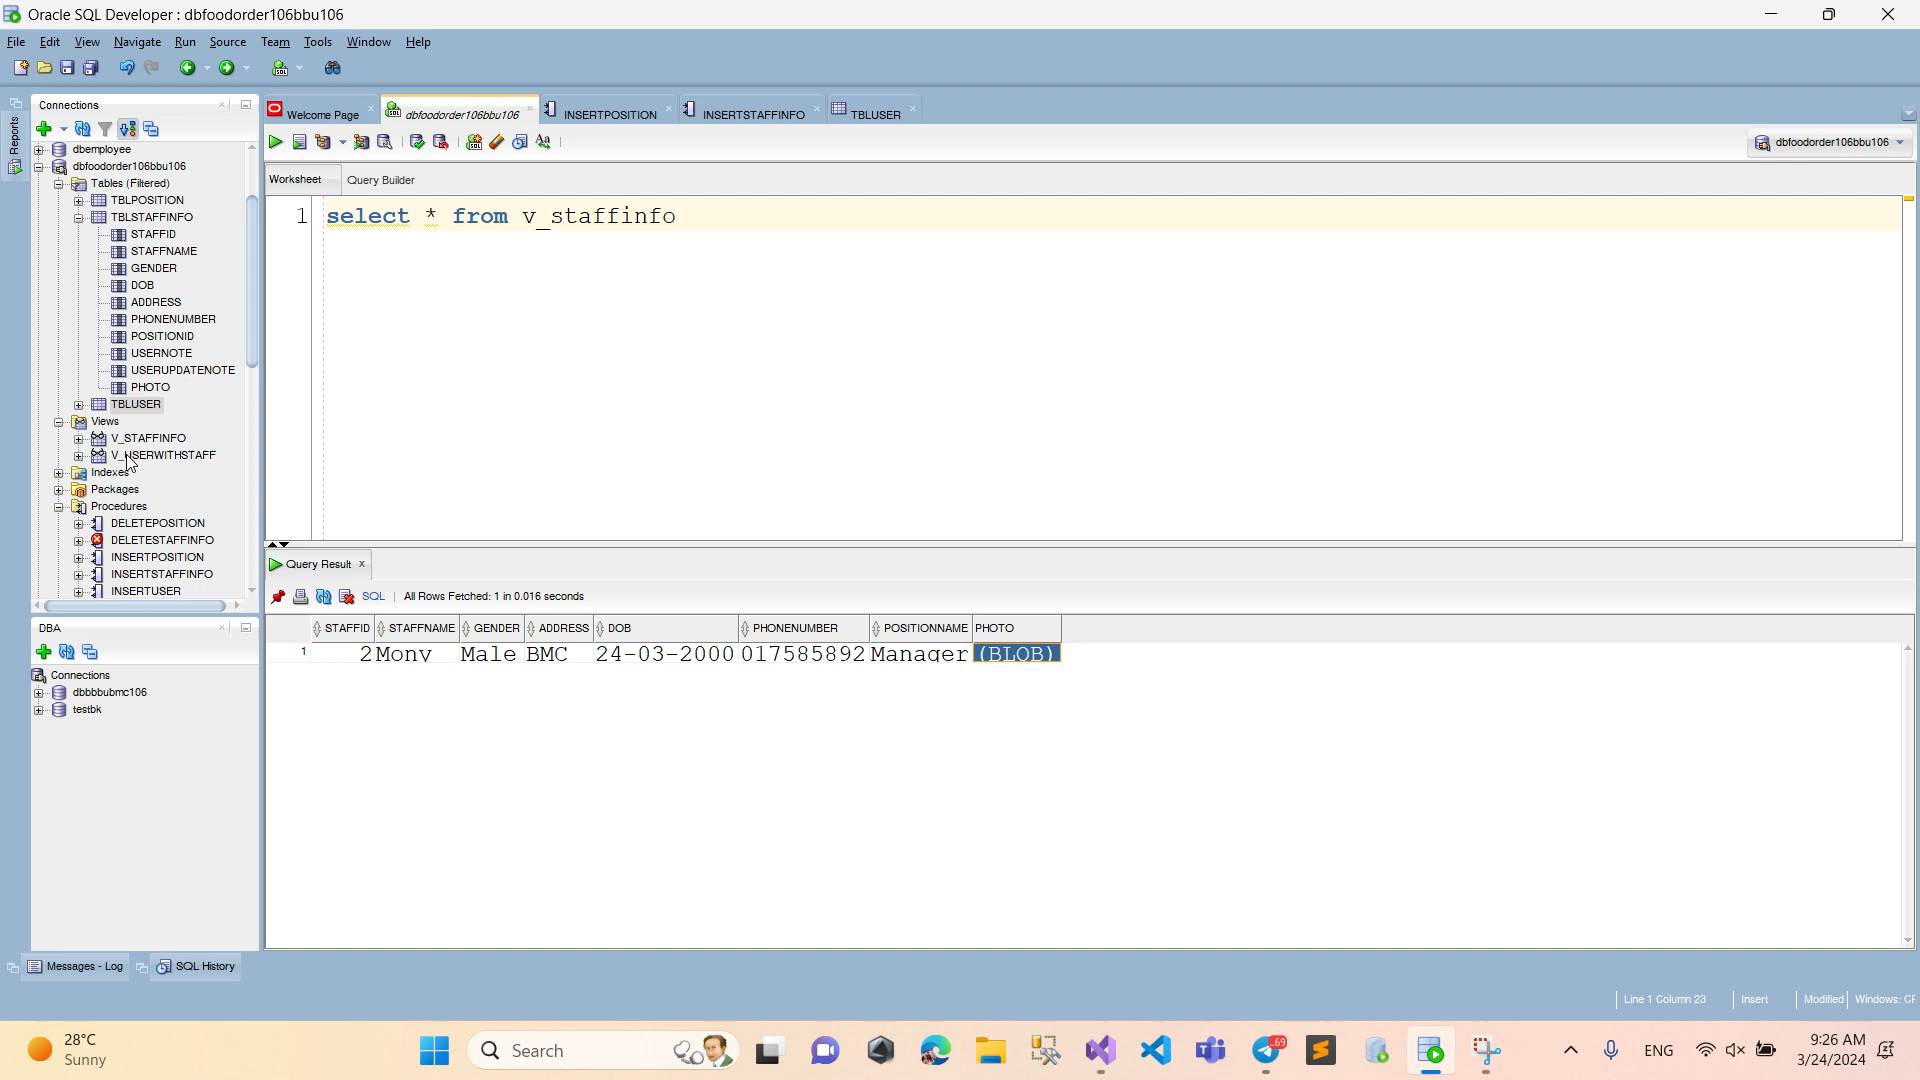 Oracle SQL Developer : dbfoodorder106bbu106
File Edit View Navigate Run Source Team Tools Window Help
Reports
Connections
dbemployee
dbfoodorder106bbu106
Tables (Filtered)
TBLPOSITION
TBLSTAFFINFO
STAFFID
STAFFNAME
GENDER
DOB
ADDRESS
PHONENUMBER
POSITIONID
USERNOTE
USERUPDATENOTE
PHOTO
TBLUSER
Views
V_STAFFINFO
V_USERWITHSTAFF
Indexes
Packages
Procedures
DELETEPOSITION
DELETESTAFFINFO
INSERTPOSITION
INSERTSTAFFINFO
INSERTUSER
DBA
Connections
dbbbbubmc106
testbk
Welcome Page dbfoodorder106bbu106 INSERTPOSITION INSERTSTAFFINFO TBLUSER
dbfoodorder106bbu106
Worksheet Query Builder
1 select * from v_staffinfo
Query Result
SQL All Rows Fetched: 1 in 0.016 seconds
STAFFID STAFFNAME GENDER ADDRESS DOB PHONENUMBER POSITIONNAME PHOTO
1 2 Mony Male BMC 24-03-2000 017585892 Manager (BLOB)
Messages - Log SQL History
Line 1 Column 23 Insert Modified Windows: CF
28°C
Sunny
Search
69
ENG
9:26 AM
3/24/2024